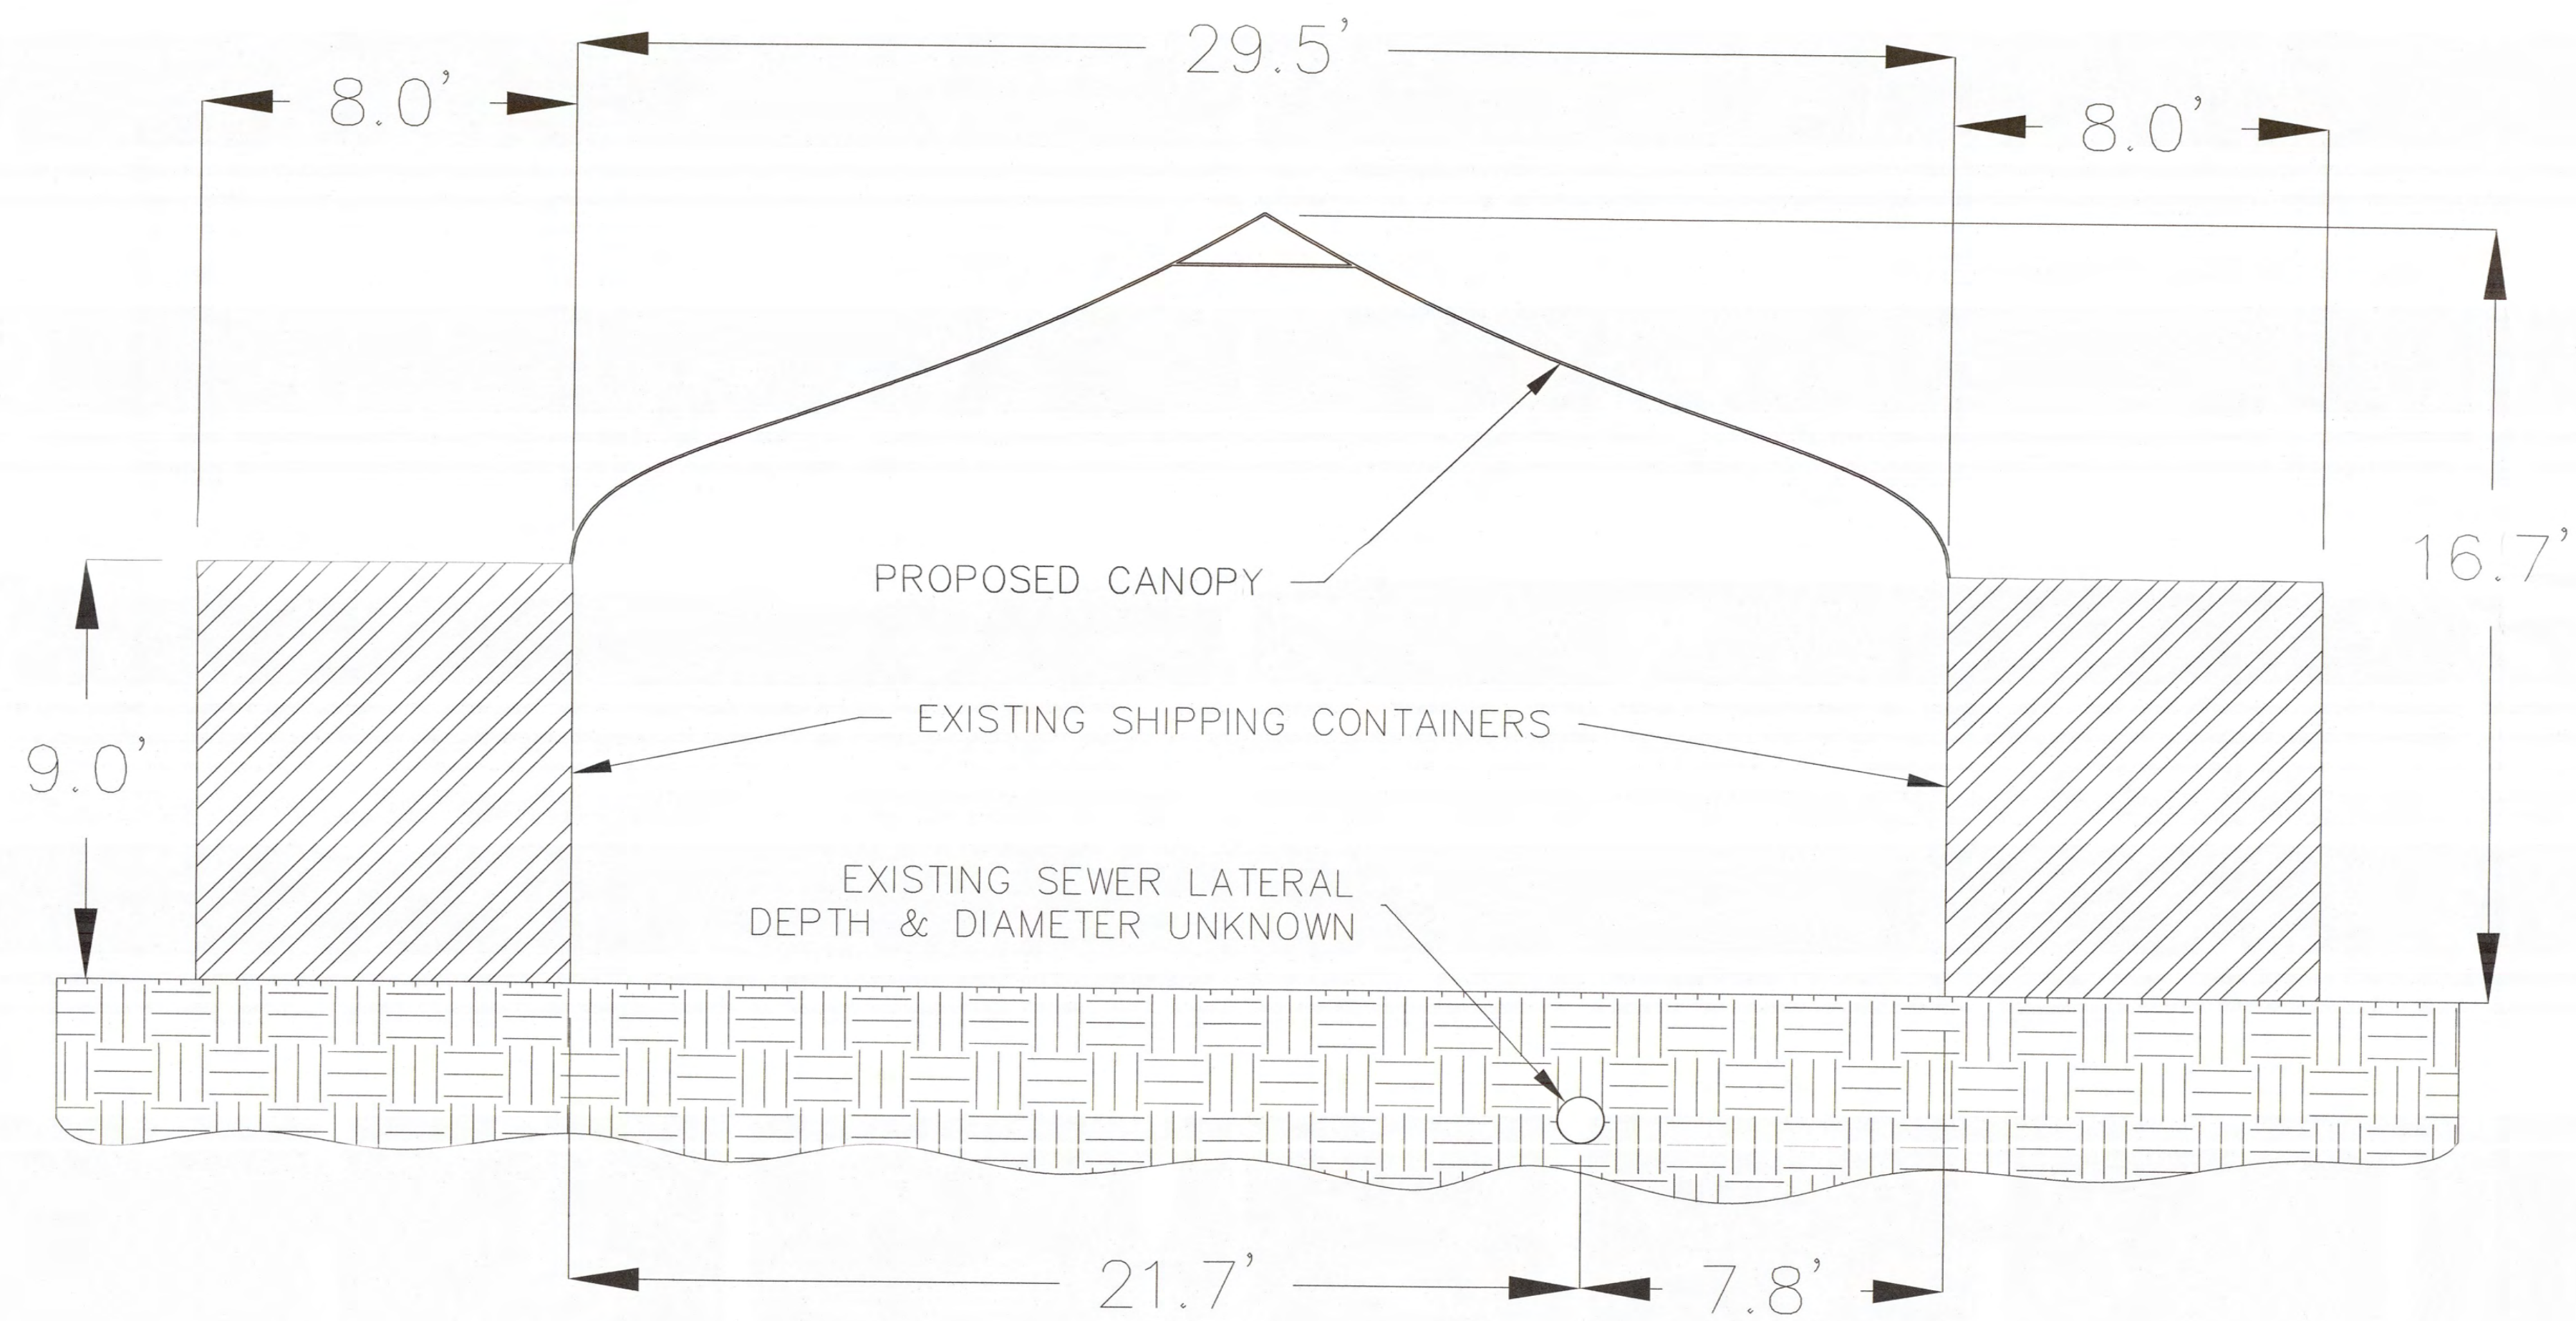 29.5'
8.0'
8.0'
PROPOSED CANOPY
16.7'
EXISTING SHIPPING CONTAINERS
9.0'
EXISTING SEWER LATERAL
DEPTH & DIAMETER UNKNOWN
21.7'
7.8'